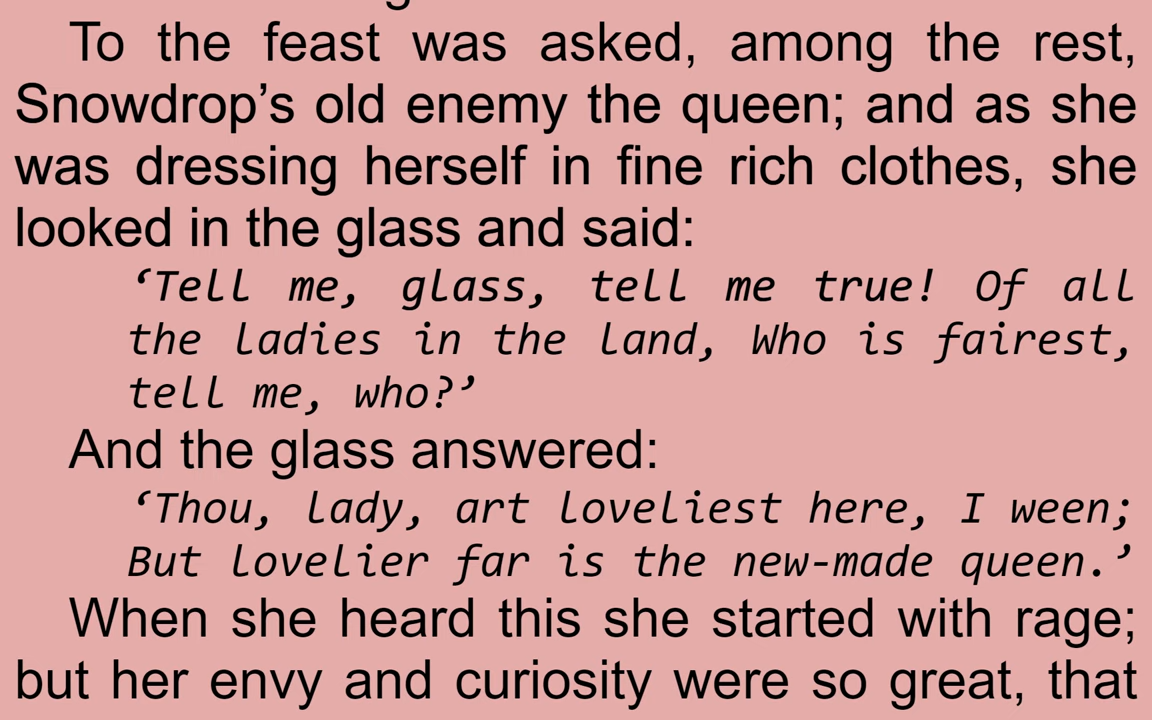 To the feast was asked, among the rest,
Snowdrop’s old enemy the queen; and as she
was dressing herself in fine rich clothes, she
looked in the glass and said:
‘Tell me, glass, tell me true! Of all
the ladies in the land, Who is fairest,
tell me, who?’
And the glass answered:
‘Thou, lady, art loveliest here, I ween;
But lovelier far is the new-made queen.’
When she heard this she started with rage;
but her envy and curiosity were so great, that